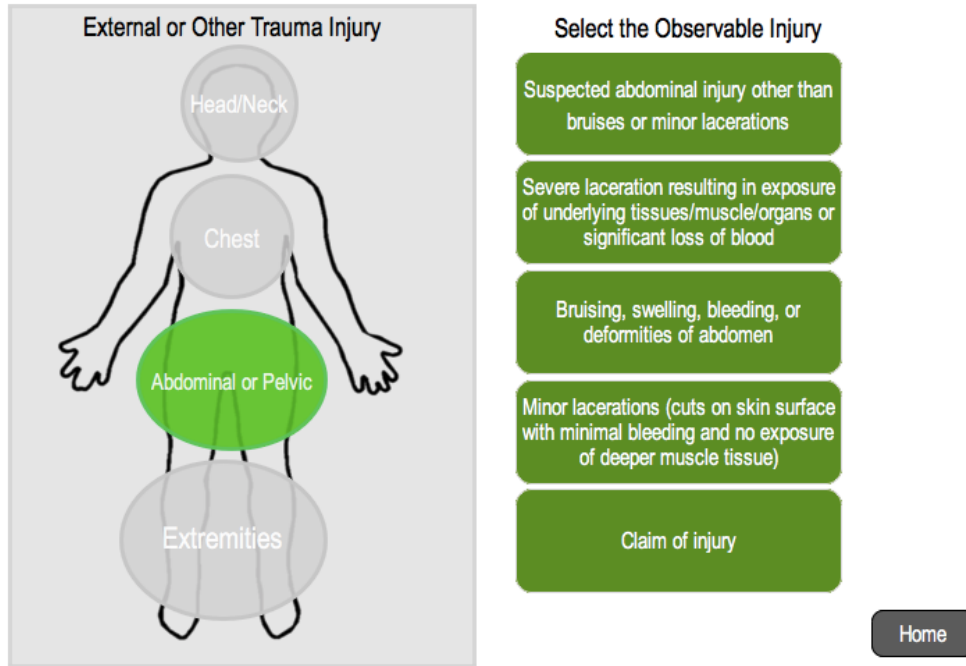 External or Other Trauma Injury
Head/Neck
Chest
Abdominal or Pelvic
Extremities
Select the Observable Injury
Suspected abdominal injury other than
bruises or minor lacerations
Severe laceration resulting in exposure
of underlying tissues/muscle/organs or
significant loss of blood
Bruising, swelling, bleeding, or
deformities of abdomen
Minor lacerations (cuts on skin surface
with minimal bleeding and no exposure
of deeper muscle tissue)
Claim of injury
Home